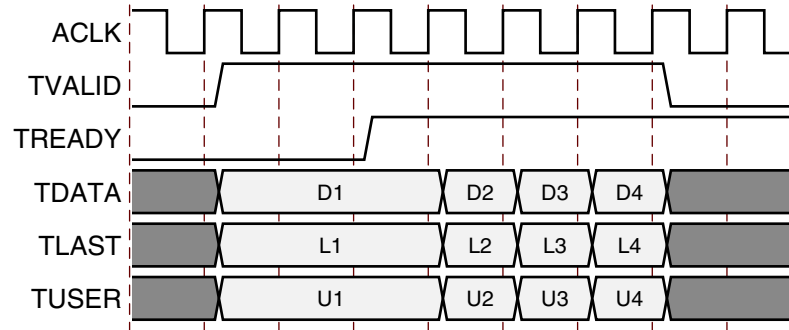 ACLK
TVALID
TREADY
TDATA D1 D2 D3 D4
TLAST L1 L2 L3 L4
TUSER U1 U2 U3 U4